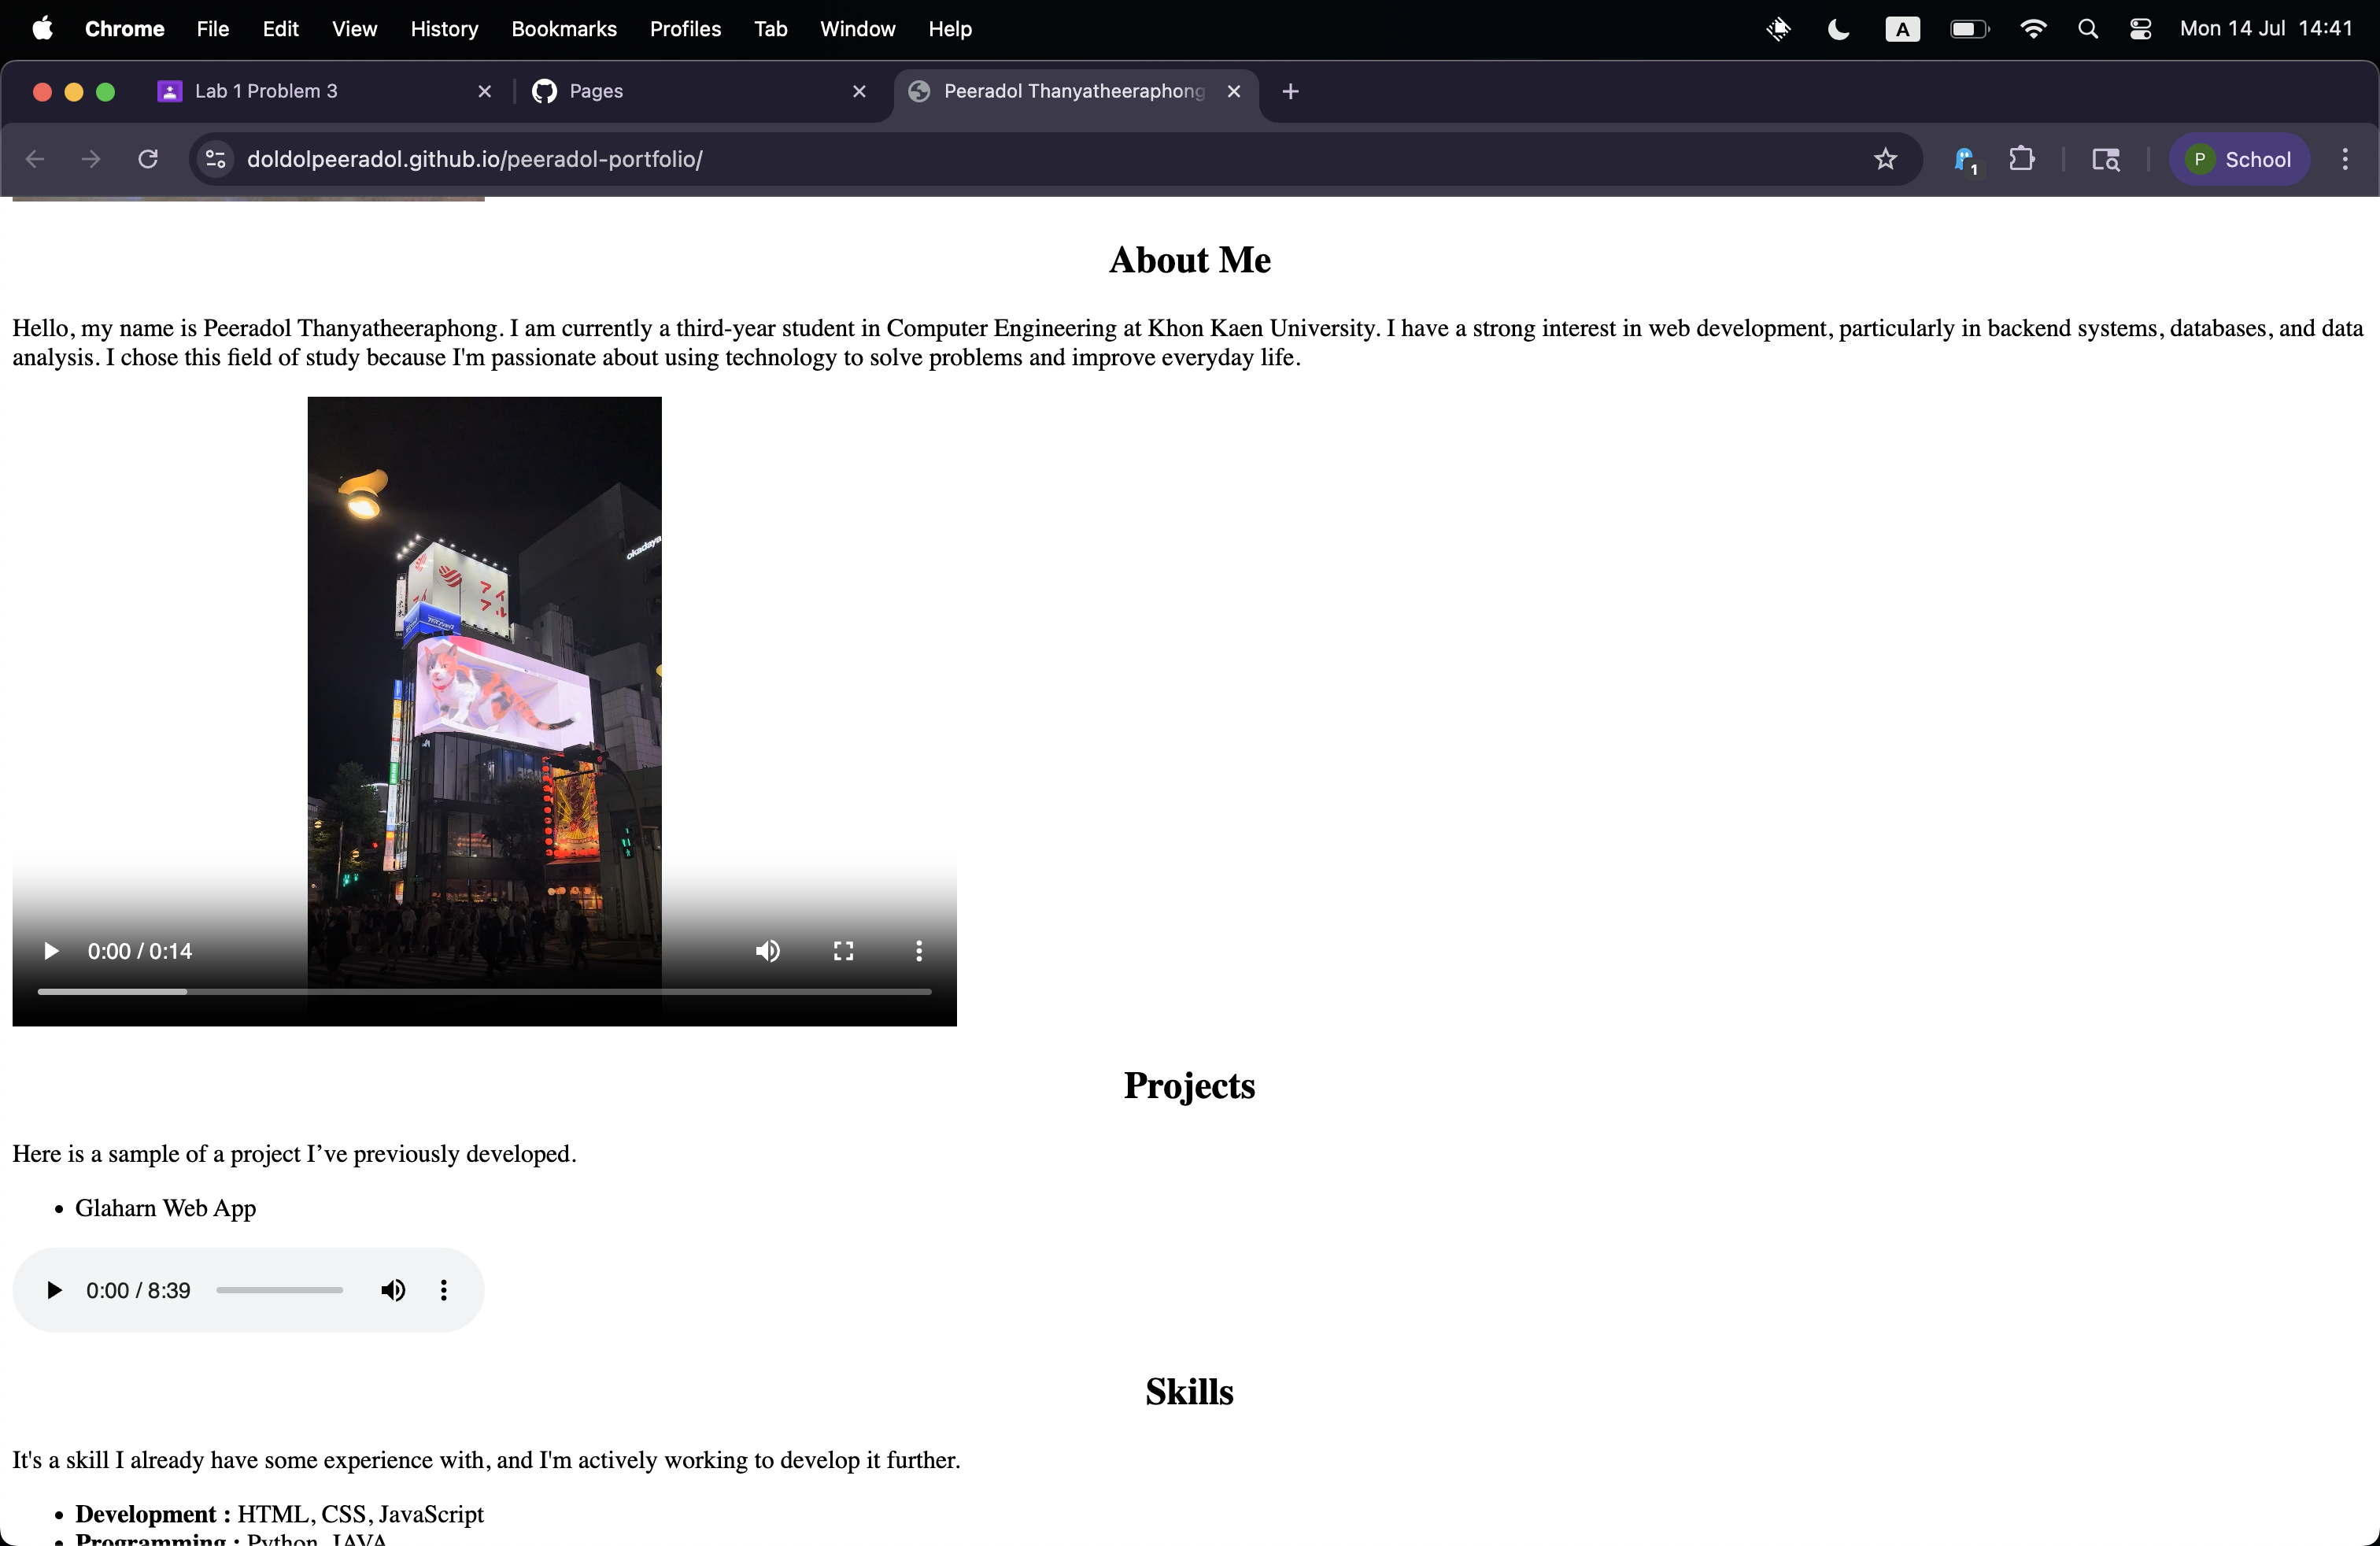 Chrome File Edit View History Bookmarks Profiles Tab Window Help A Mon 14 Jul 14:41
Lab 1 Problem 3 Pages Peeradol Thanyatheeraphong
doldolpeeradol.github.io/peeradol-portfolio/ 1 P School
About Me
Hello, my name is Peeradol Thanyatheeraphong. I am currently a third-year student in Computer Engineering at Khon Kaen University. I have a strong interest in web development, particularly in backend systems, databases, and data
analysis. I chose this field of study because I'm passionate about using technology to solve problems and improve everyday life.
okadaya
アイ
フル
0:00 / 0:14
Projects
Here is a sample of a project I’ve previously developed.
• Glaharn Web App
0:00 / 8:39
Skills
It's a skill I already have some experience with, and I'm actively working to develop it further.
• Development : HTML, CSS, JavaScript
• Programming : Python, JAVA